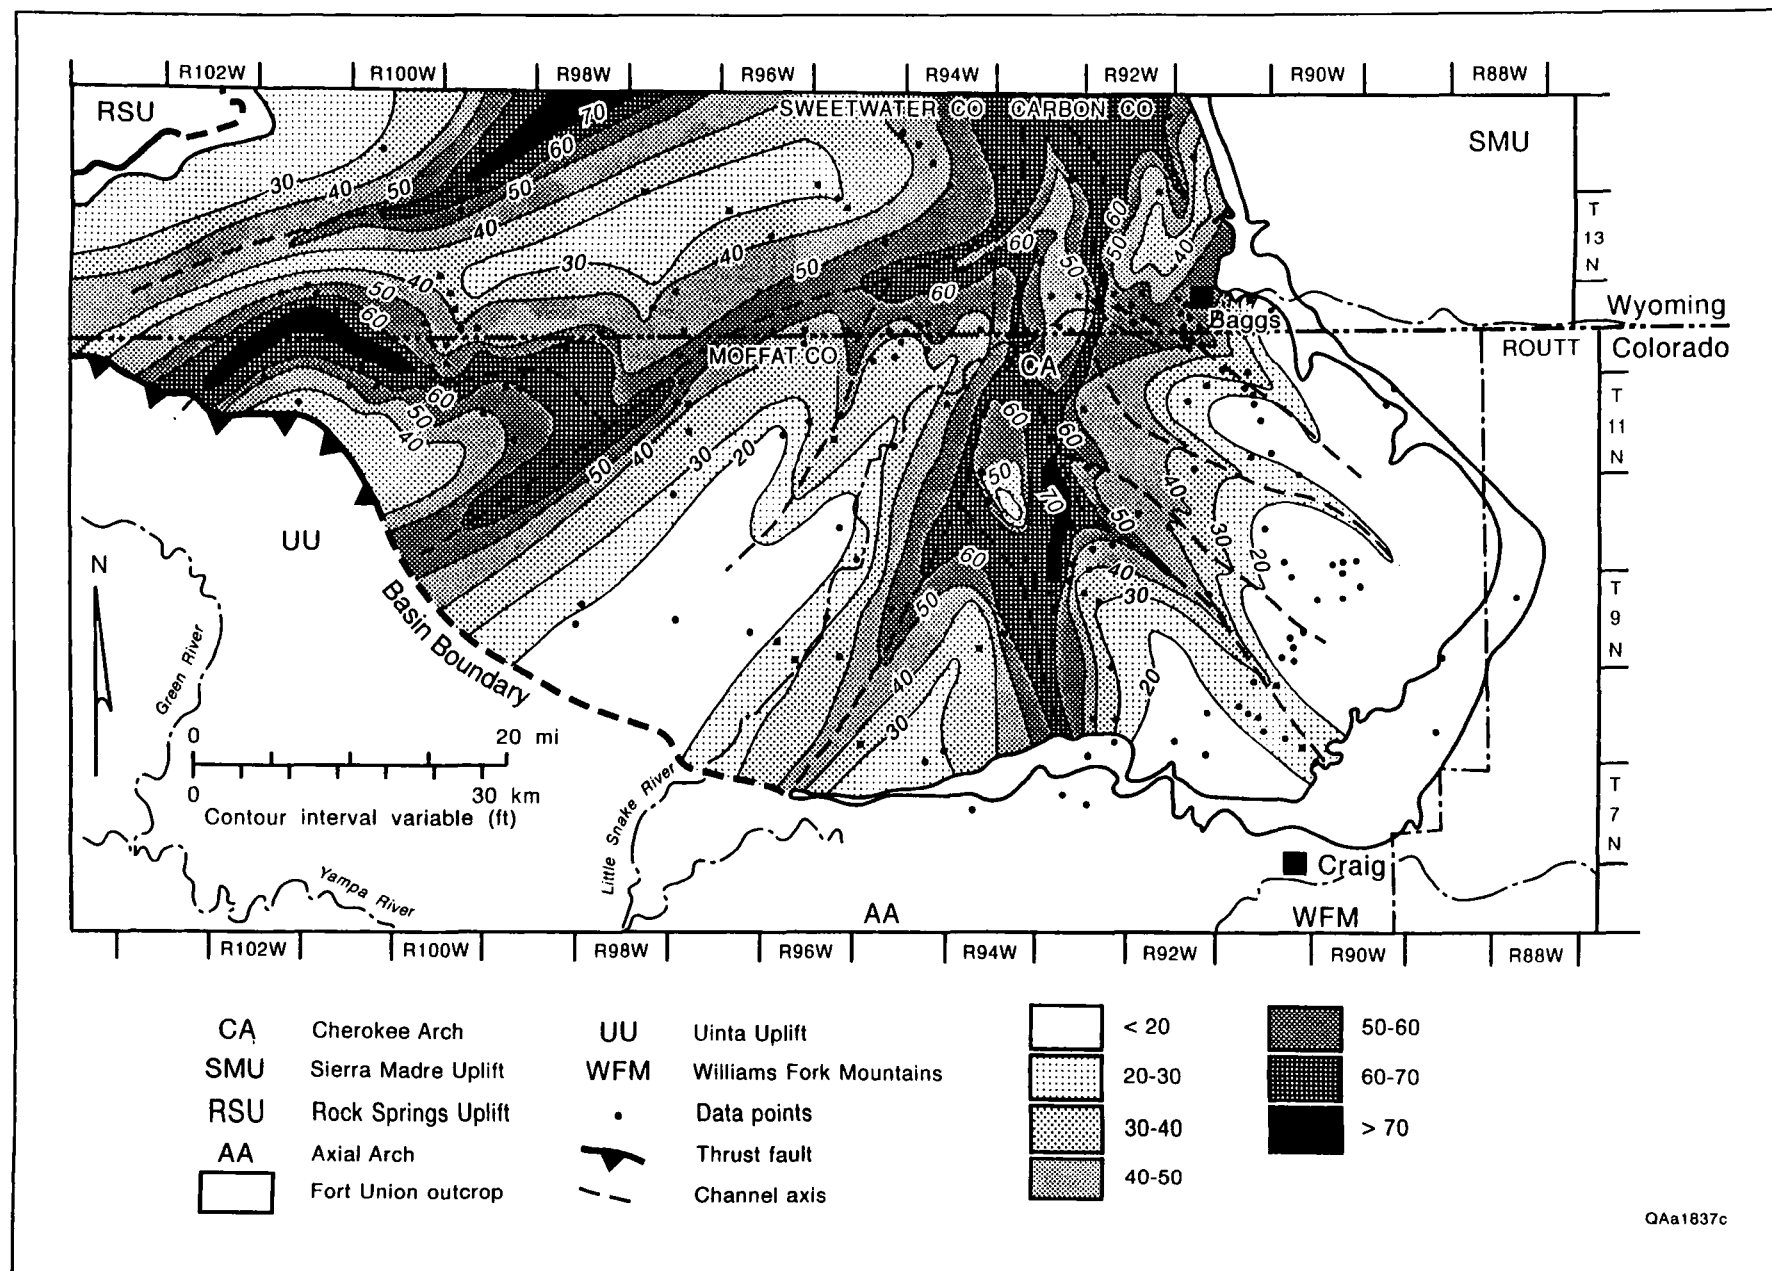 R102W R100W R98W R96W R94W R92W R90W R88W
RSU
70
SWEETWATER CO CARBON CO
SMU
60
50
30 40 50
40
60
50 40
T
13
N
40
60
50
30
40
50
50
40
60
60
Wyoming
Baggs
MOFFAT CO
CA
ROUTT
Colorado
60
50
40
60
60
T
11
N
50 40 30 20
50
70
40
50
30
20
UU
N
60
40
30
50
T
9
N
Basin Boundary
Green River
40
20
30
0 20 mi
0 30 km
Contour interval variable (ft)
Little Snake River
T
7
N
Craig
Yampa River
AA
WFM
R102W R100W R98W R96W R94W R92W R90W R88W
CA Cherokee Arch
SMU Sierra Madre Uplift
RSU Rock Springs Uplift
AA Axial Arch
Fort Union outcrop
UU Uinta Uplift
WFM Williams Fork Mountains
Data points
Thrust fault
Channel axis
< 20
20-30
30-40
40-50
50-60
60-70
> 70
QAa1837c